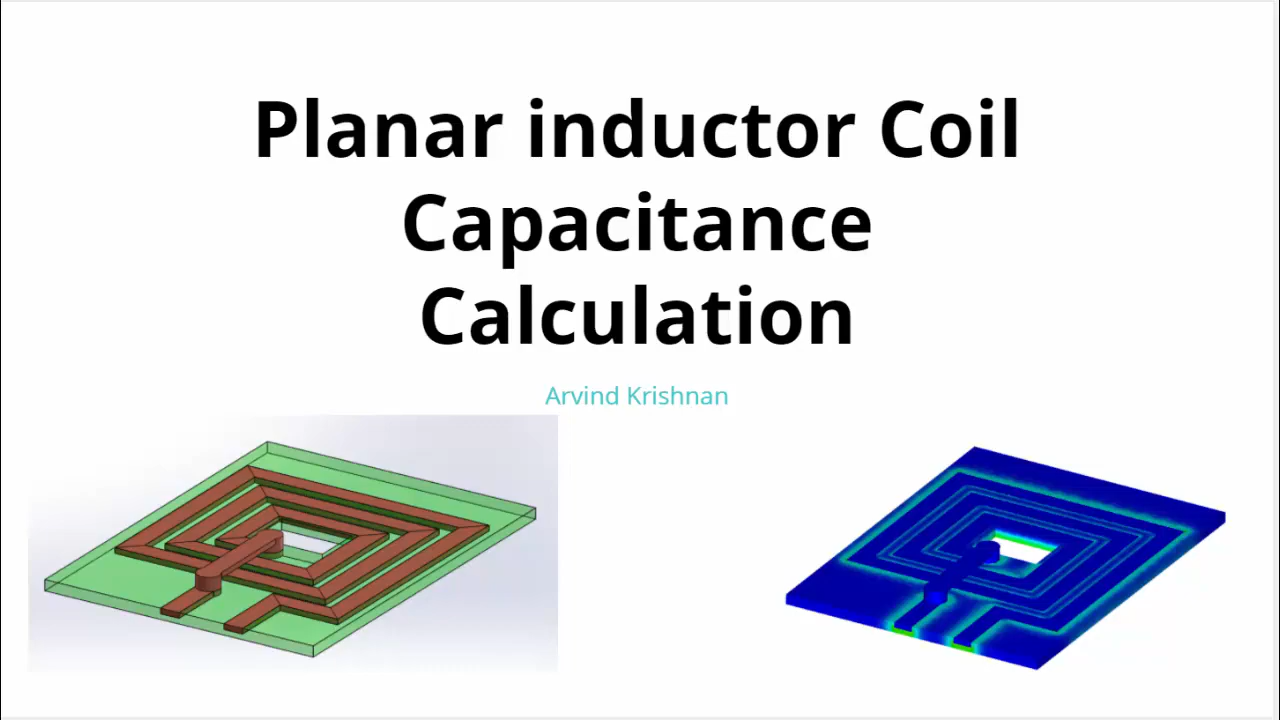 Planar inductor Coil
Capacitance
Calculation
Arvind Krishnan